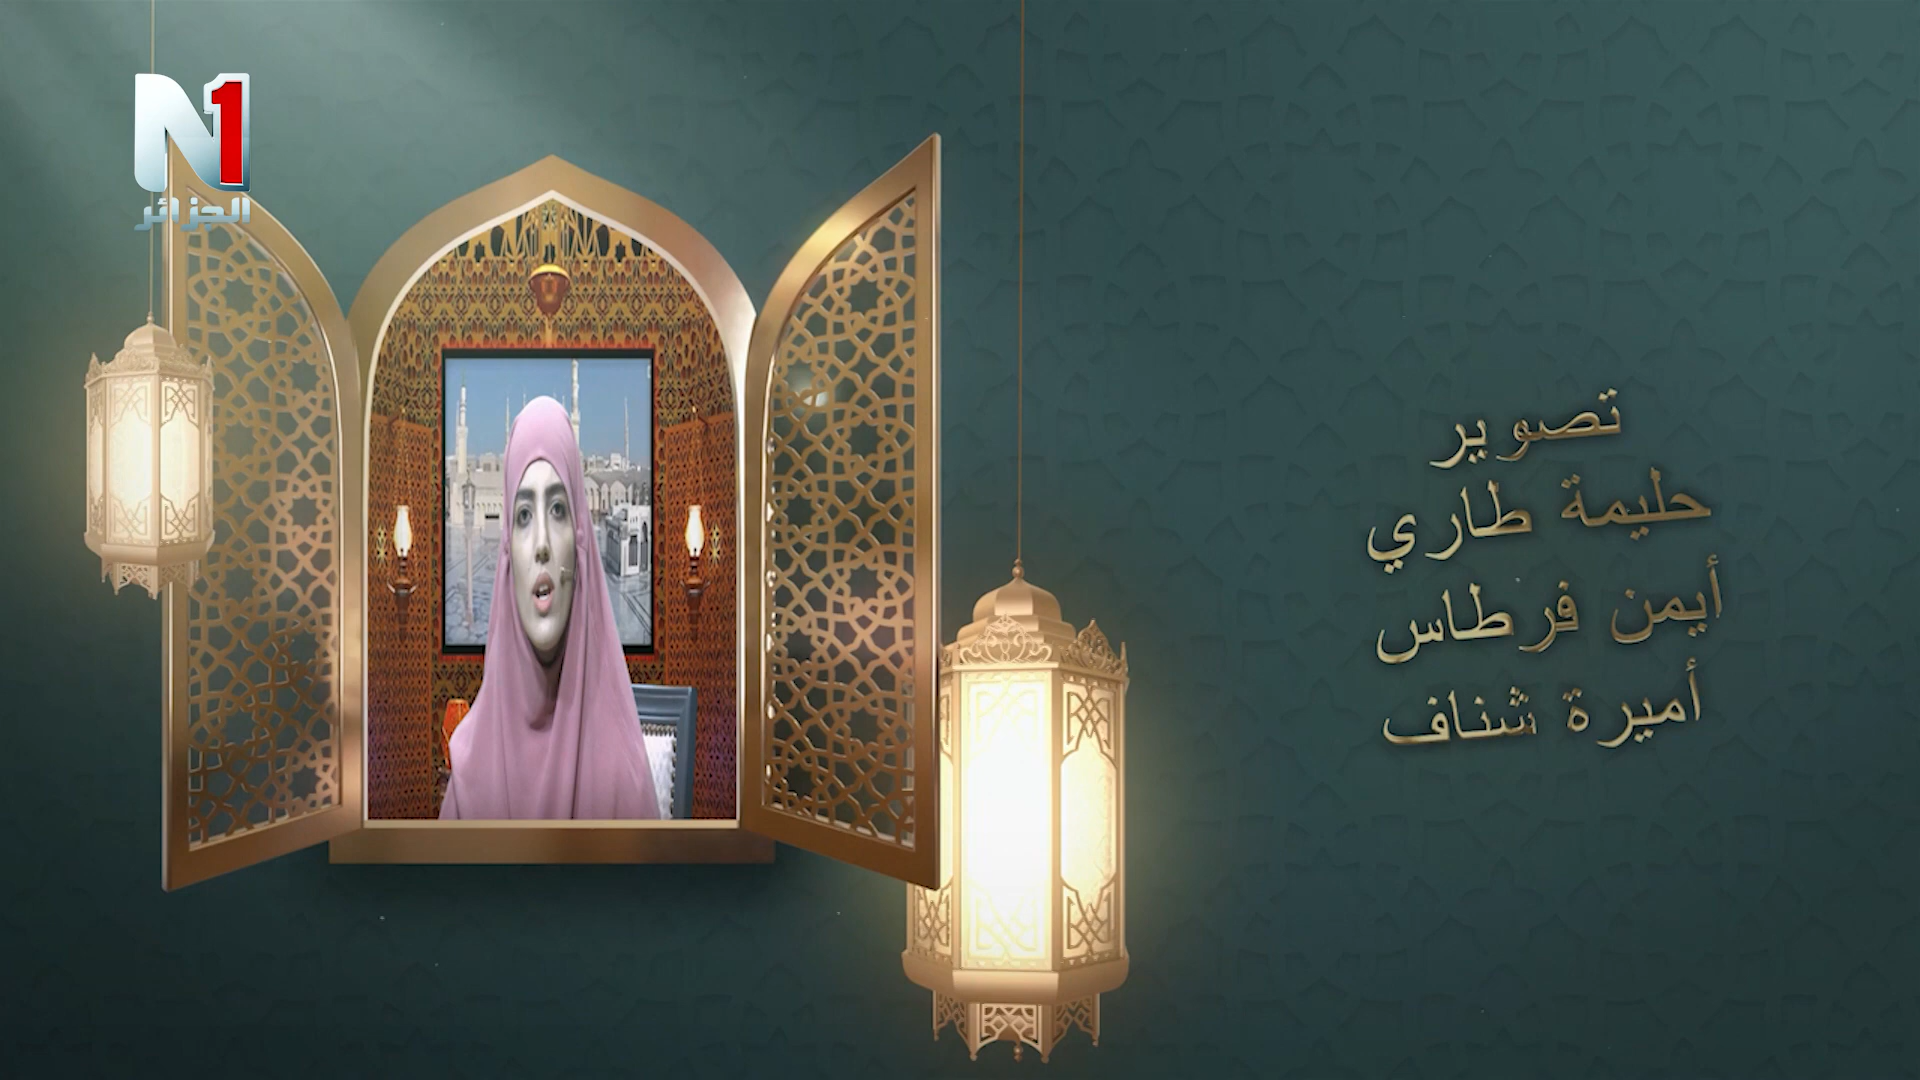 N1
الجزائر
تصوير
حليمة طاري
أيمن فرطاس
أميرة شناف